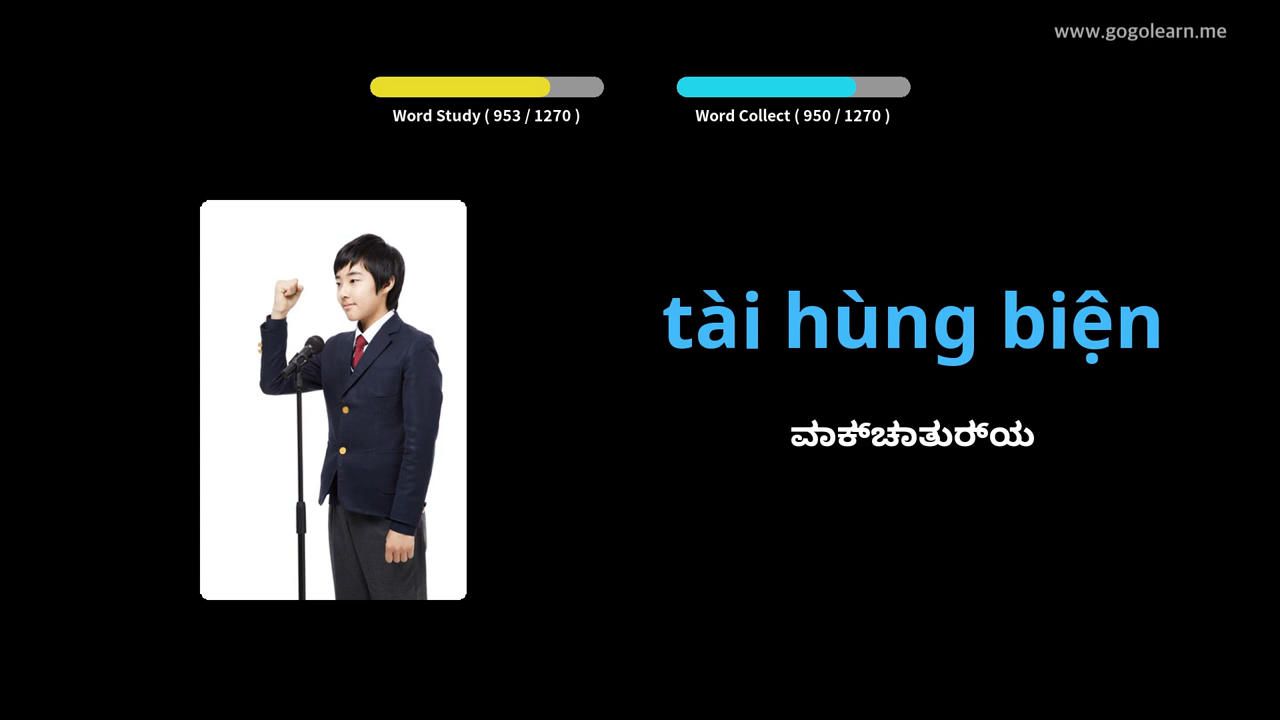 www.gogolearn.me
Word Study ( 953 / 1270 )
Word Collect ( 950 / 1270 )
tài hùng biện
ವಾಕ್‌ಚಾತುರ್‍ಯ